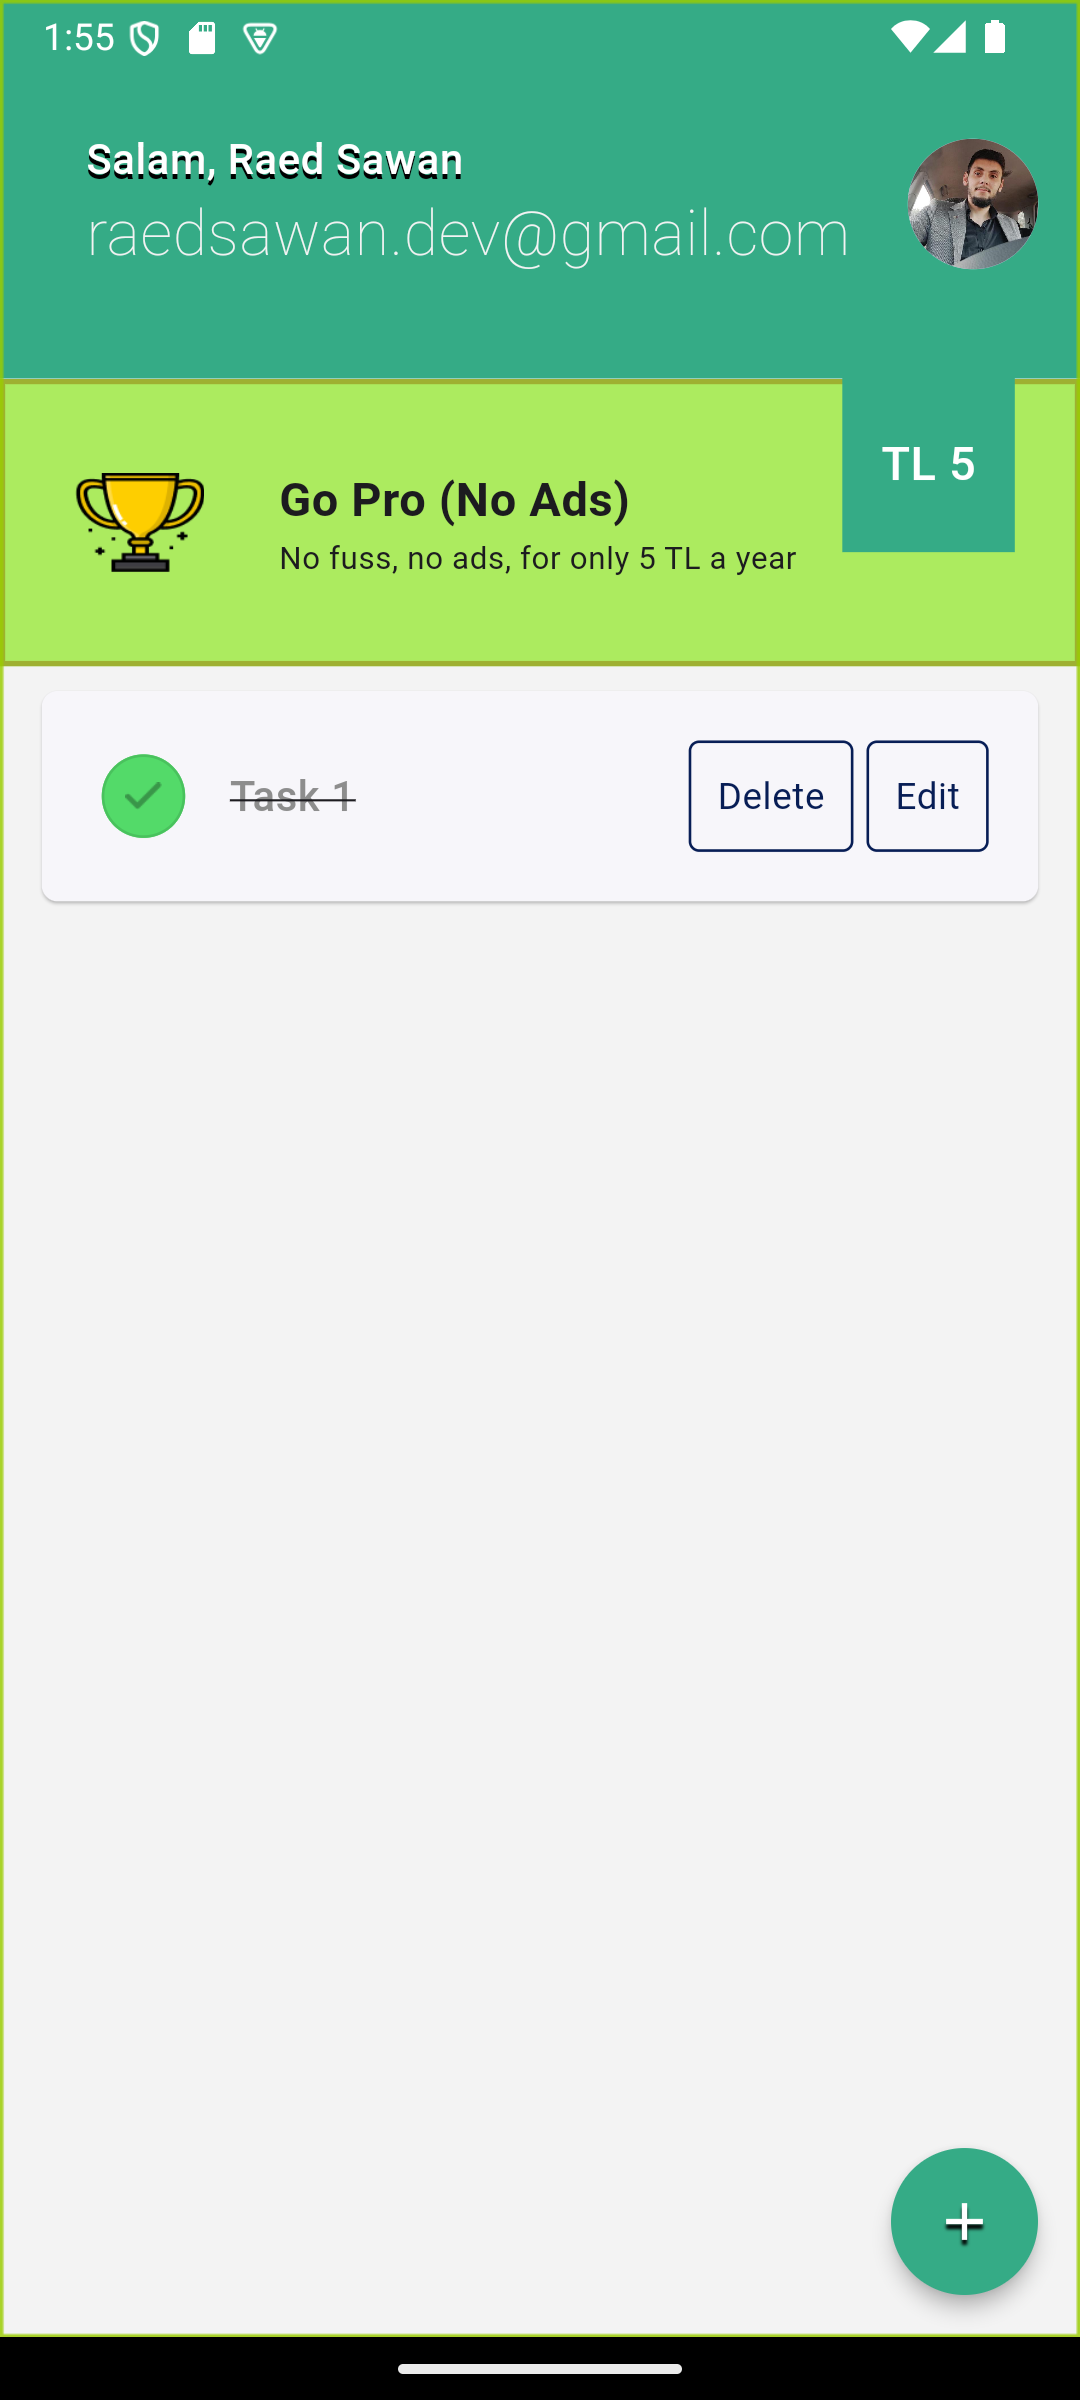 1:55
Salam, Raed Sawan
raedsawan.dev@gmail.com
TL 5
Go Pro (No Ads)
No fuss, no ads, for only 5 TL a year
Task 1
Delete
Edit
+